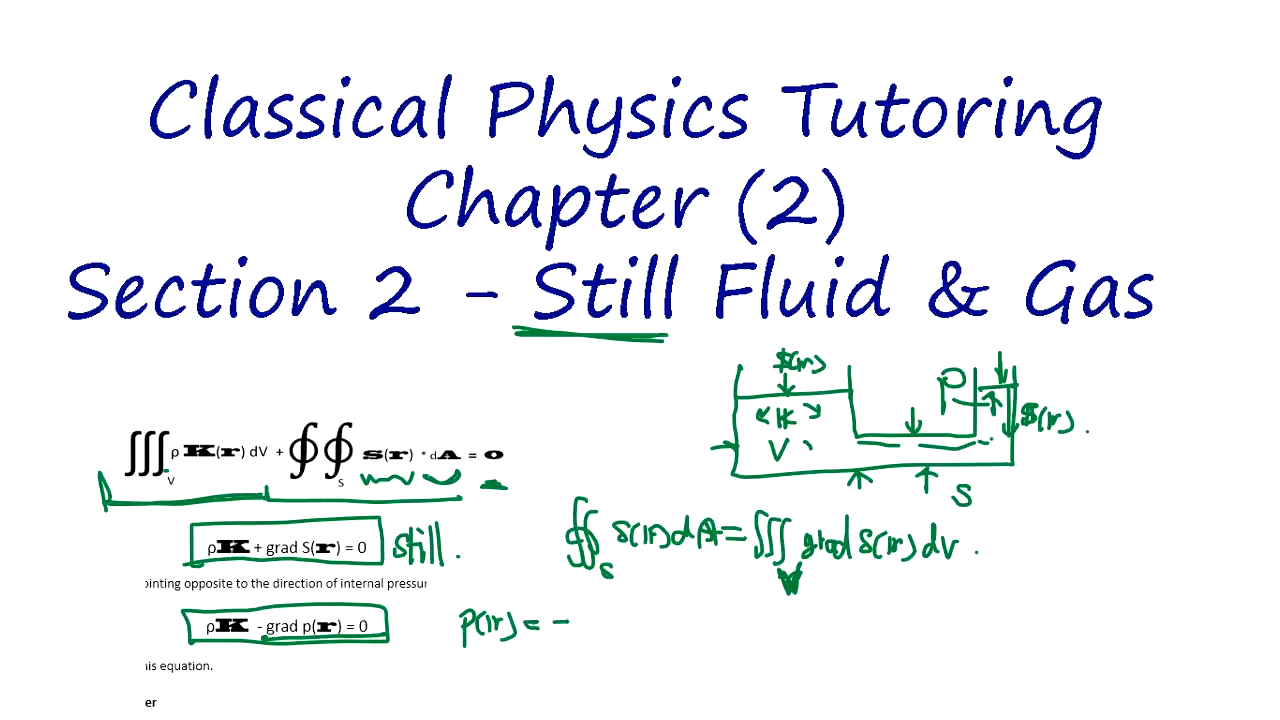 Classical Physics Tutoring
Chapter (2)
Section 2 - Still Fluid & Gas
$(r)
P
K
V
S(r).
S
∭V ρ K(r) dV + ∯S S(r) • dA = 0
ρK + grad S(r) = 0
still.
∯S S(r)dA = ∭V grad S(r) dV.
ointing opposite to the direction of internal pressur
ρK - grad p(r) = 0
P(r) = -
his equation.
er